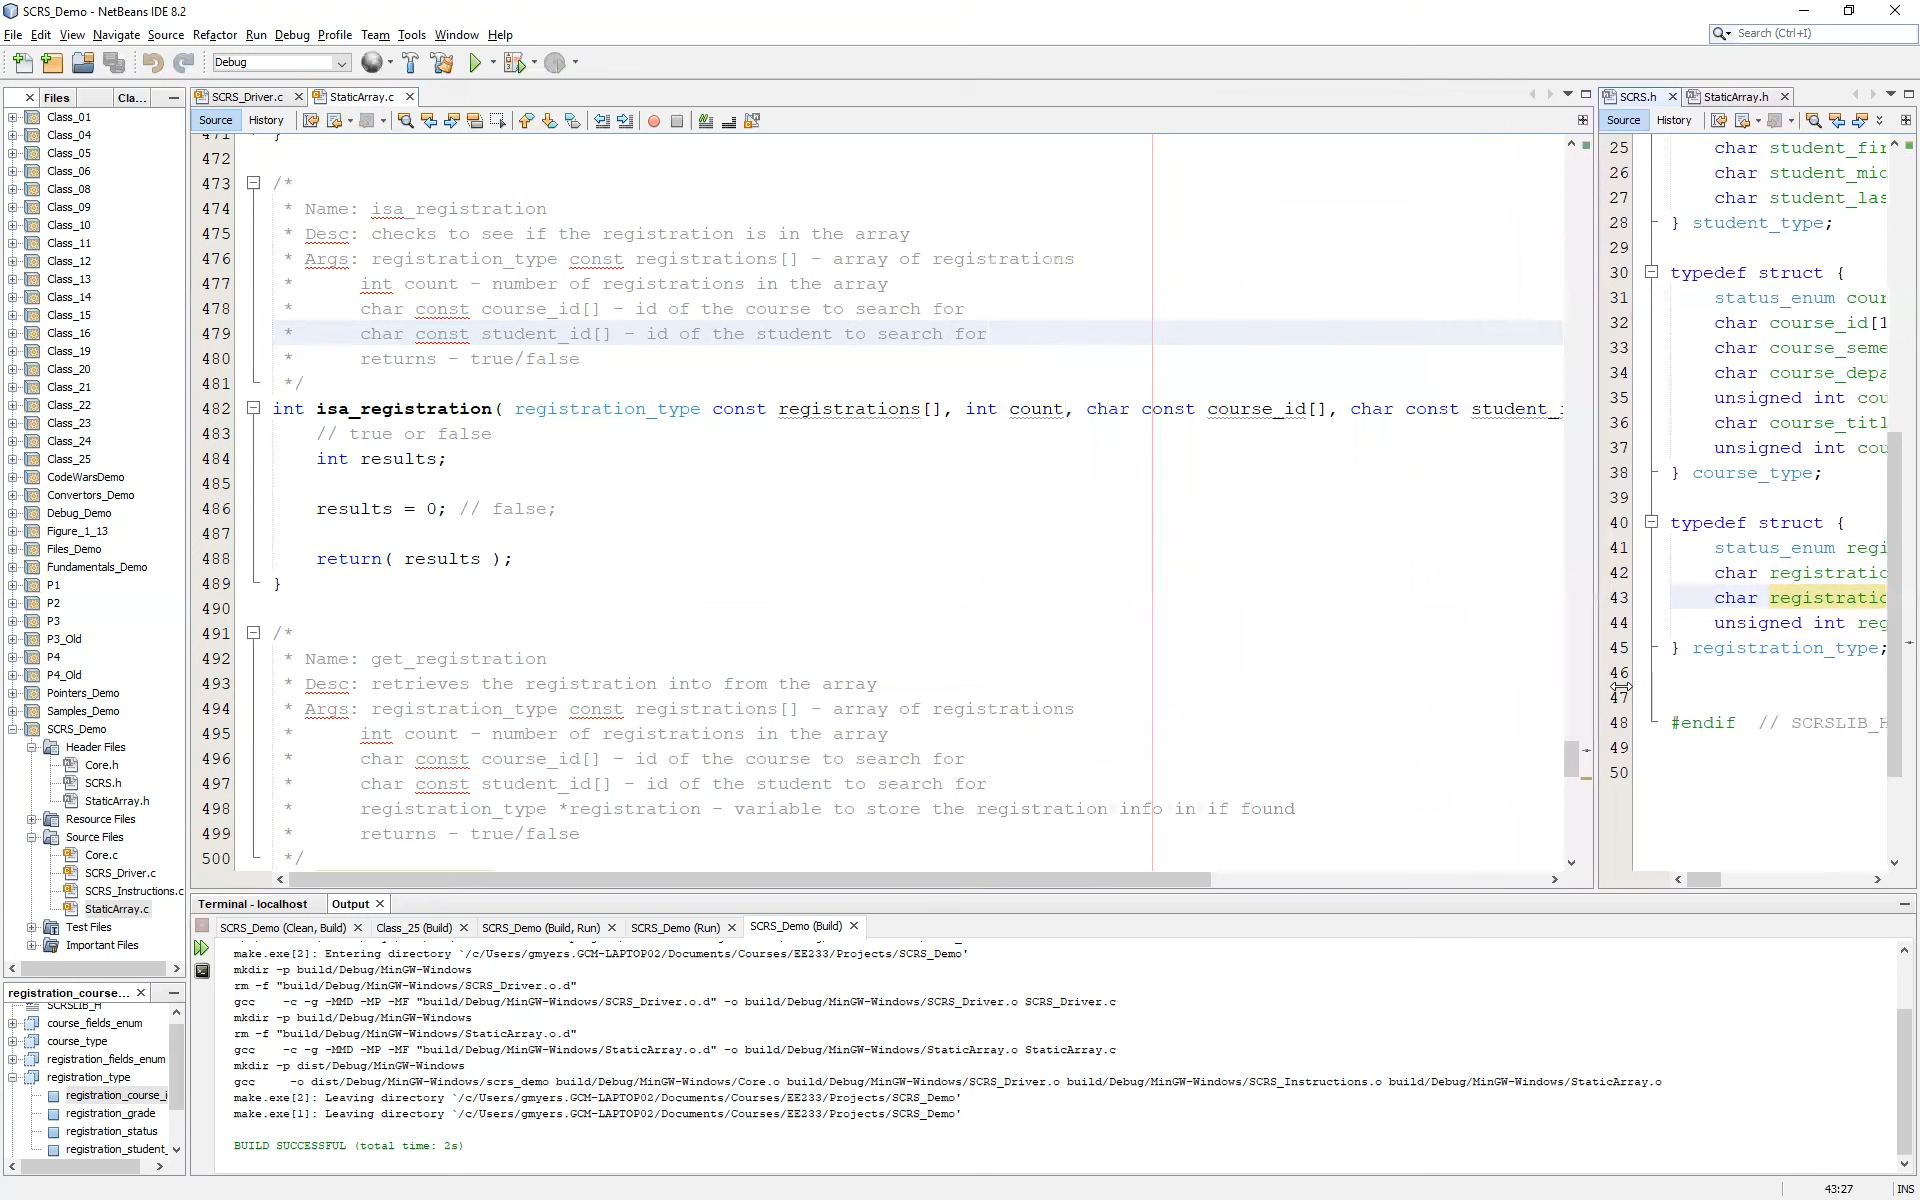 SCRS_Demo - NetBeans IDE 8.2
File Edit View Navigate Source Refactor Run Debug Profile Team Tools Window Help
Search (Ctrl+I)
Debug
Files Cla...
Class_01
Class_04
Class_05
Class_06
Class_08
Class_09
Class_10
Class_11
Class_12
Class_13
Class_14
Class_15
Class_16
Class_19
Class_20
Class_21
Class_22
Class_23
Class_24
Class_25
CodeWarsDemo
Convertors_Demo
Debug_Demo
Figure_1_13
Files_Demo
Fundamentals_Demo
P1
P2
P3
P3_Old
P4
P4_Old
Pointers_Demo
Samples_Demo
SCRS_Demo
Header Files
Core.h
SCRS.h
StaticArray.h
Resource Files
Source Files
Core.c
SCRS_Driver.c
SCRS_Instructions.c
StaticArray.c
Test Files
Important Files
registration_course...
SCRSLIB_H
course_fields_enum
course_type
registration_fields_enum
registration_type
registration_course_i
registration_grade
registration_status
registration_student_
SCRS_Driver.c StaticArray.c
Source History
471 }
472
473 /*
474 * Name: isa_registration
475 * Desc: checks to see if the registration is in the array
476 * Args: registration_type const registrations[] - array of registrations
477 * int count - number of registrations in the array
478 * char const course_id[] - id of the course to search for
479 * char const student_id[] - id of the student to search for
480 * returns - true/false
481 */
482 int isa_registration( registration_type const registrations[], int count, char const course_id[], char const student_i
483 // true or false
484 int results;
485
486 results = 0; // false;
487
488 return( results );
489 }
490
491 /*
492 * Name: get_registration
493 * Desc: retrieves the registration into from the array
494 * Args: registration_type const registrations[] - array of registrations
495 * int count - number of registrations in the array
496 * char const course_id[] - id of the course to search for
497 * char const student_id[] - id of the student to search for
498 * registration_type *registration - variable to store the registration info in if found
499 * returns - true/false
500 */
SCRS.h StaticArray.h
Source History
25 char student_fir
26 char student_mic
27 char student_las
28 } student_type;
29
30 typedef struct {
31 status_enum cour
32 char course_id[1
33 char course_seme
34 char course_depa
35 unsigned int cou
36 char course_titl
37 unsigned int cou
38 } course_type;
39
40 typedef struct {
41 status_enum regi
42 char registratic
43 char registratic
44 unsigned int reg
45 } registration_type;
46
47
48 #endif // SCRSLIB_H
49
50
Terminal - localhost Output
SCRS_Demo (Clean, Build) Class_25 (Build) SCRS_Demo (Build, Run) SCRS_Demo (Run) SCRS_Demo (Build)
make.exe[2]: Entering directory `/c/Users/gmyers.GCM-LAPTOP02/Documents/Courses/EE233/Projects/SCRS_Demo'
mkdir -p build/Debug/MinGW-Windows
rm -f "build/Debug/MinGW-Windows/SCRS_Driver.o.d"
gcc -c -g -MMD -MP -MF "build/Debug/MinGW-Windows/SCRS_Driver.o.d" -o build/Debug/MinGW-Windows/SCRS_Driver.o SCRS_Driver.c
mkdir -p build/Debug/MinGW-Windows
rm -f "build/Debug/MinGW-Windows/StaticArray.o.d"
gcc -c -g -MMD -MP -MF "build/Debug/MinGW-Windows/StaticArray.o.d" -o build/Debug/MinGW-Windows/StaticArray.o StaticArray.c
mkdir -p dist/Debug/MinGW-Windows
gcc -o dist/Debug/MinGW-Windows/scrs_demo build/Debug/MinGW-Windows/Core.o build/Debug/MinGW-Windows/SCRS_Driver.o build/Debug/MinGW-Windows/SCRS_Instructions.o build/Debug/MinGW-Windows/StaticArray.o
make.exe[2]: Leaving directory `/c/Users/gmyers.GCM-LAPTOP02/Documents/Courses/EE233/Projects/SCRS_Demo'
make.exe[1]: Leaving directory `/c/Users/gmyers.GCM-LAPTOP02/Documents/Courses/EE233/Projects/SCRS_Demo'
BUILD SUCCESSFUL (total time: 2s)
43:27 INS